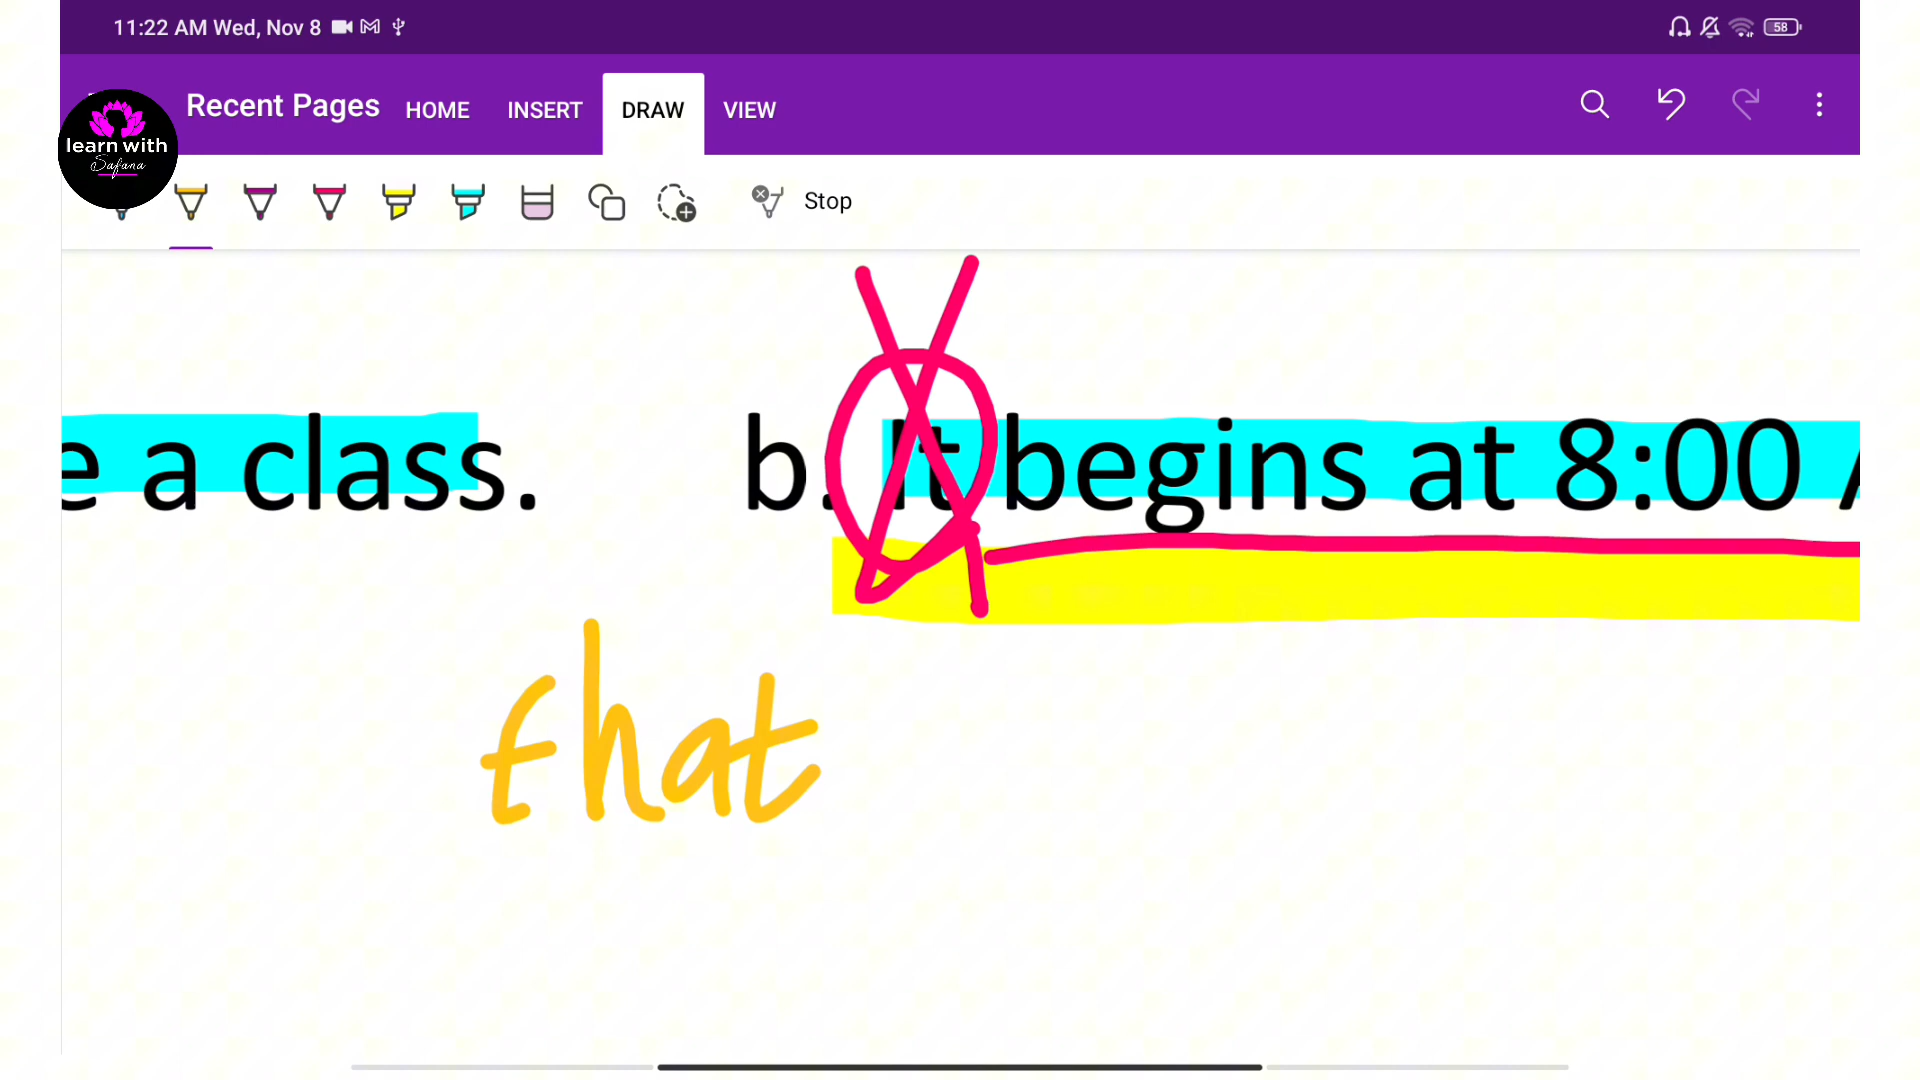 11:22 AM Wed, Nov 8
58
learn with
Safana
Recent Pages HOME INSERT DRAW VIEW
Stop
e a class. b. It begins at 8:00 A
that